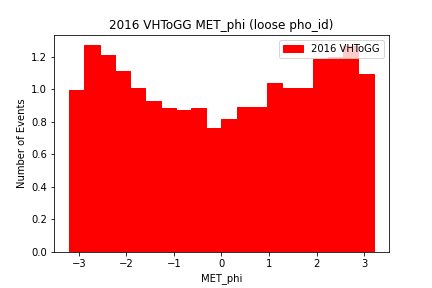 2016 VHToGG MET_phi (loose pho_id)
2016 VHToGG
Number of Events
1.2
1.0
0.8
0.6
0.4
0.2
0.0
−3 −2 −1 0 1 2 3
MET_phi